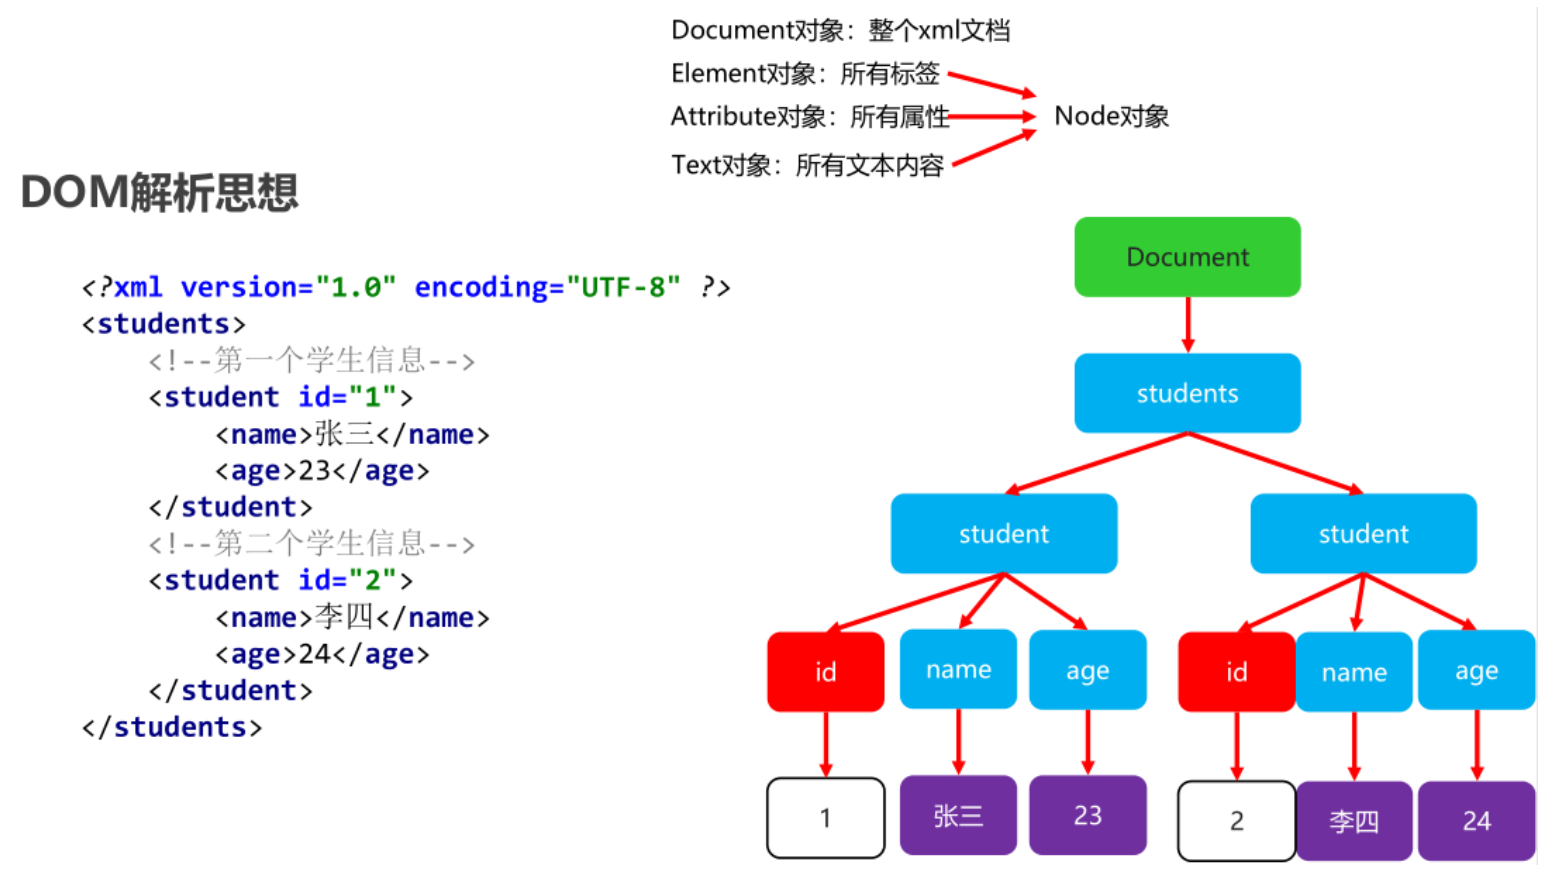 Document对象：整个xml文档
Element对象：所有标签
Attribute对象：所有属性
Node对象
Text对象：所有文本内容
DOM解析思想
<?xml version="1.0" encoding="UTF-8" ?>
<students>
<!--第一个学生信息-->
<student id="1">
<name>张三</name>
<age>23</age>
</student>
<!--第二个学生信息-->
<student id="2">
<name>李四</name>
<age>24</age>
</student>
</students>
Document
students
student
student
id
name
age
id
name
age
1
张三
23
2
李四
24